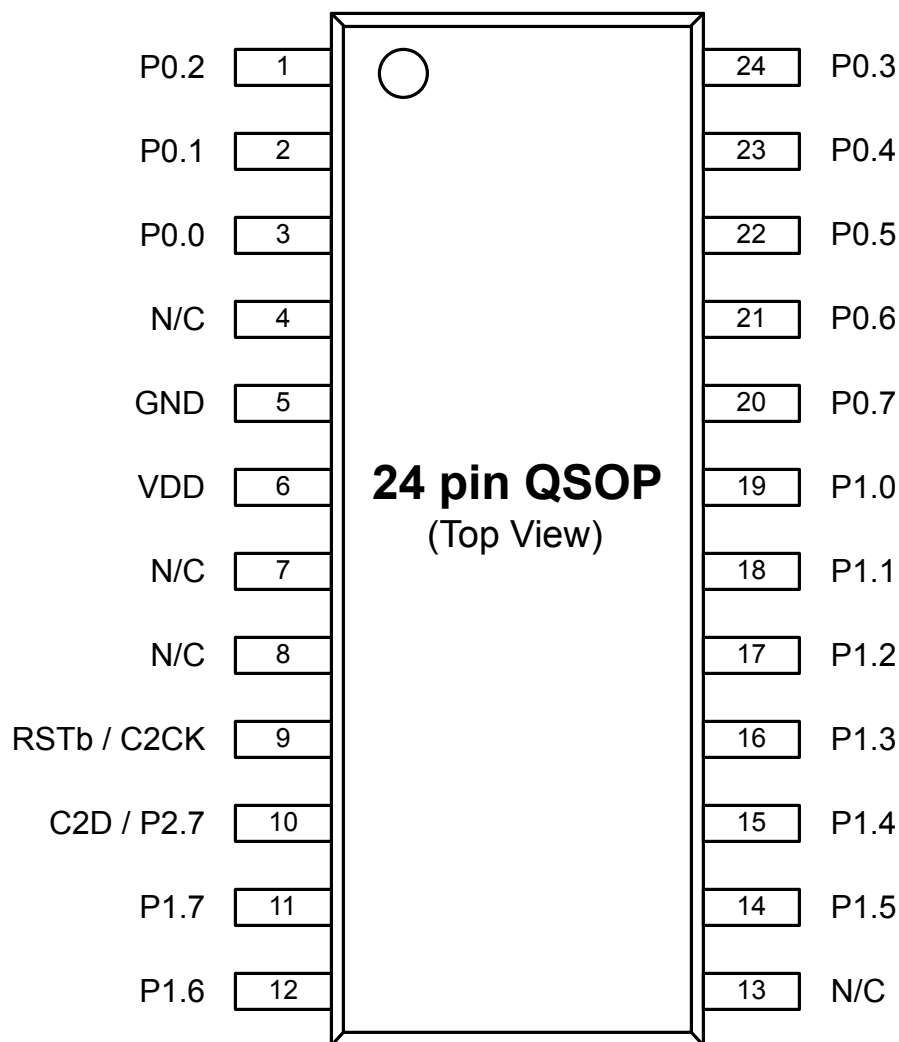 P0.2 1 24 P0.3
P0.1 2 23 P0.4
P0.0 3 22 P0.5
N/C 4 21 P0.6
GND 5 20 P0.7
VDD 6 19 P1.0
24 pin QSOP
(Top View)
N/C 7 18 P1.1
N/C 8 17 P1.2
RSTb / C2CK 9 16 P1.3
C2D / P2.7 10 15 P1.4
P1.7 11 14 P1.5
P1.6 12 13 N/C